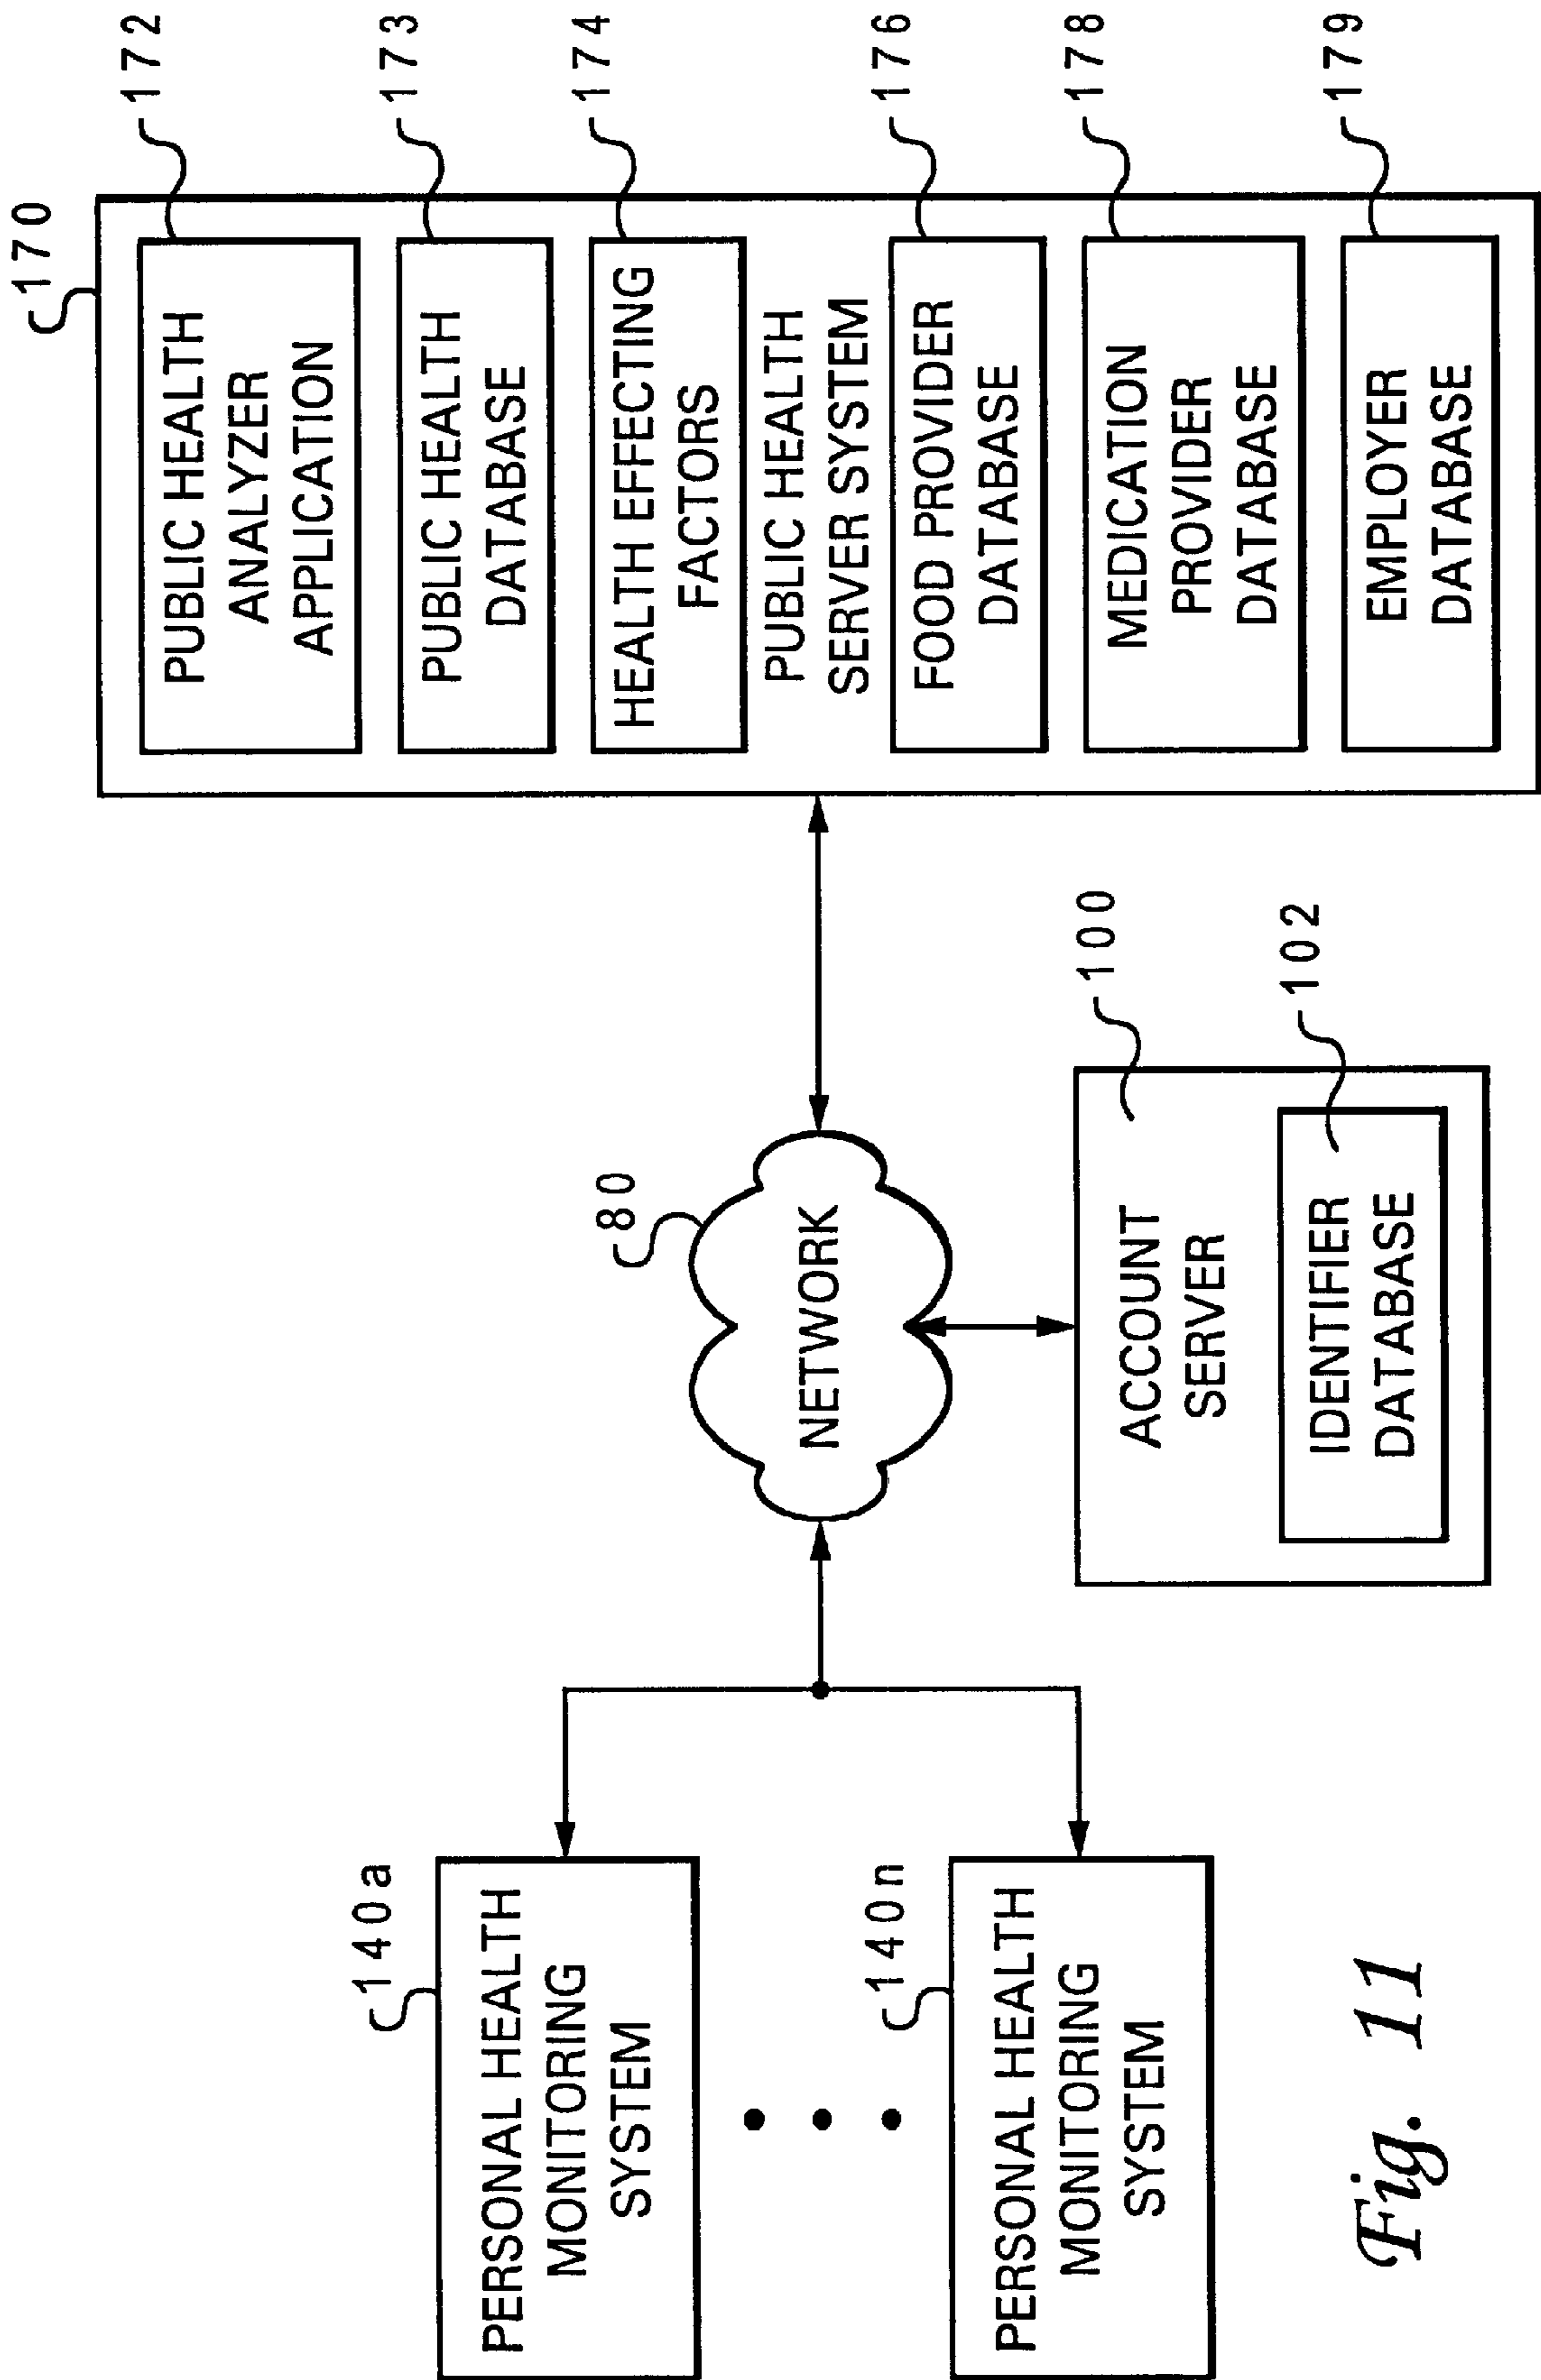 170
PUBLIC HEALTH
ANALYZER
APPLICATION
172
PUBLIC HEALTH
DATABASE
173
HEALTH EFFECTING
FACTORS
174
PUBLIC HEALTH
SERVER SYSTEM
FOOD PROVIDER
DATABASE
176
MEDICATION
PROVIDER
DATABASE
178
EMPLOYER
DATABASE
179
80
NETWORK
ACCOUNT
SERVER
100
IDENTIFIER
DATABASE
102
140a
PERSONAL HEALTH
MONITORING
SYSTEM
140n
PERSONAL HEALTH
MONITORING
SYSTEM
Fig. 11